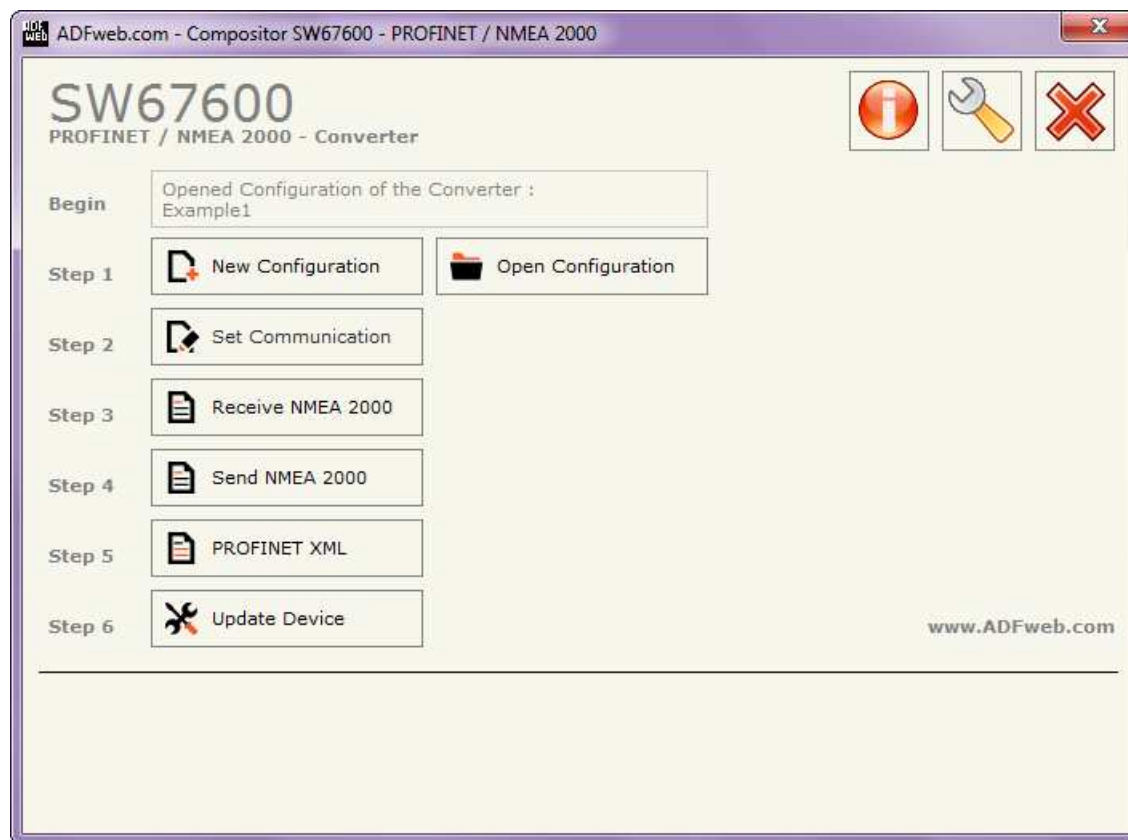 ADF
WEB
ADFweb.com - Compositor SW67600 - PROFINET / NMEA 2000
SW67600
PROFINET / NMEA 2000 - Converter
Begin
Opened Configuration of the Converter :
Example1
Step 1
New Configuration
Open Configuration
Step 2
Set Communication
Step 3
Receive NMEA 2000
Step 4
Send NMEA 2000
Step 5
PROFINET XML
Step 6
Update Device
www.ADFweb.com